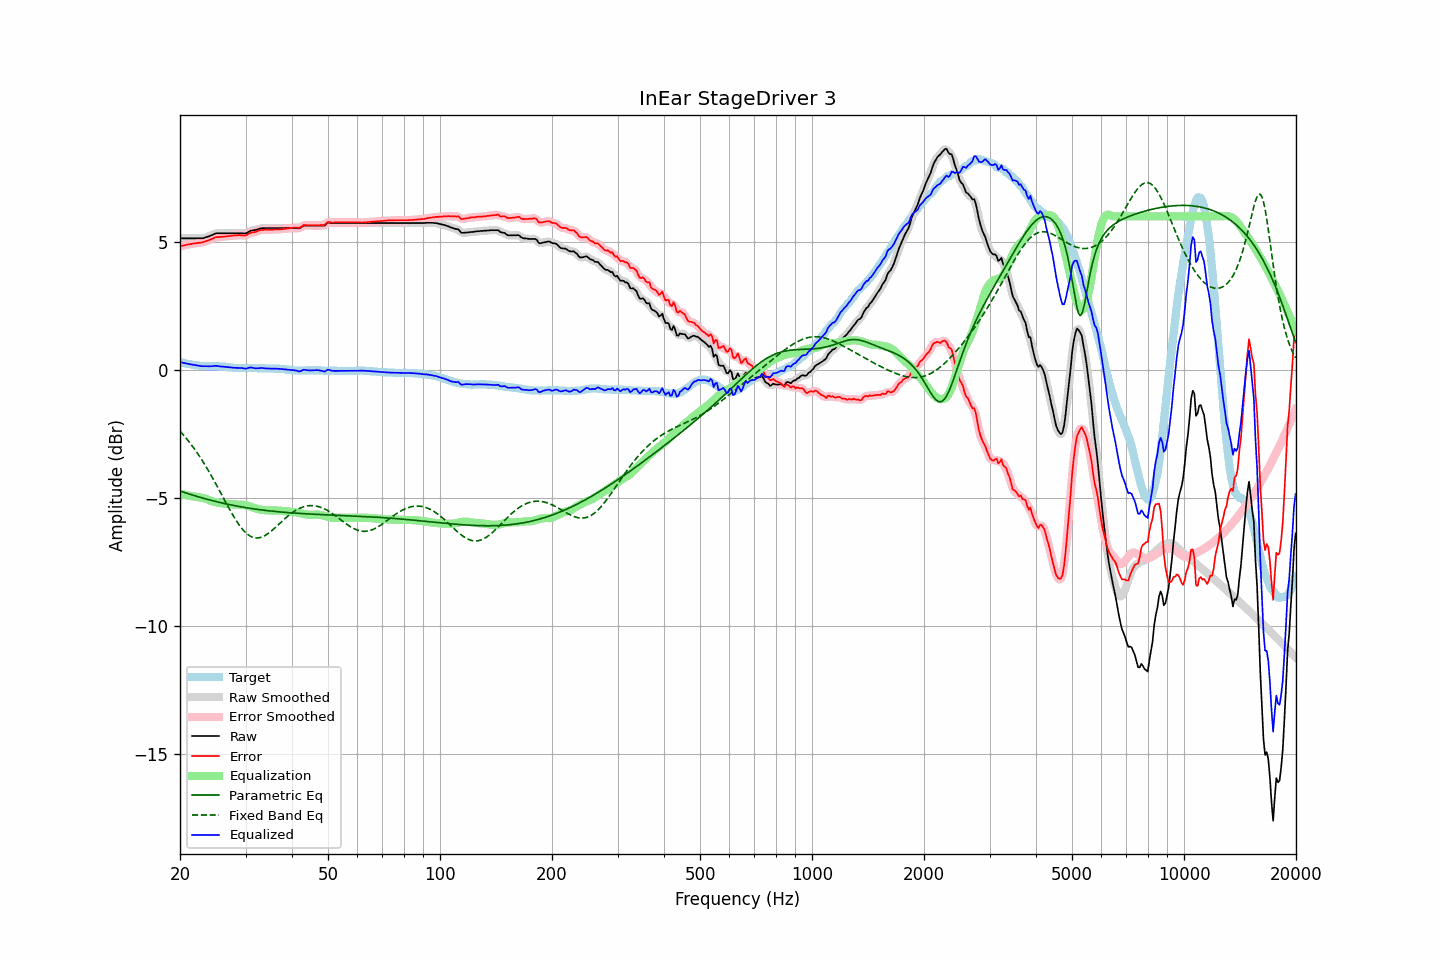 InEar StageDriver 3
Amplitude (dBr)
5
0
−5
−10
−15
Target
Raw Smoothed
Error Smoothed
Raw
Error
Equalization
Parametric Eq
Fixed Band Eq
Equalized
20 50 100 200 500 1000 2000 5000 10000 20000
Frequency (Hz)